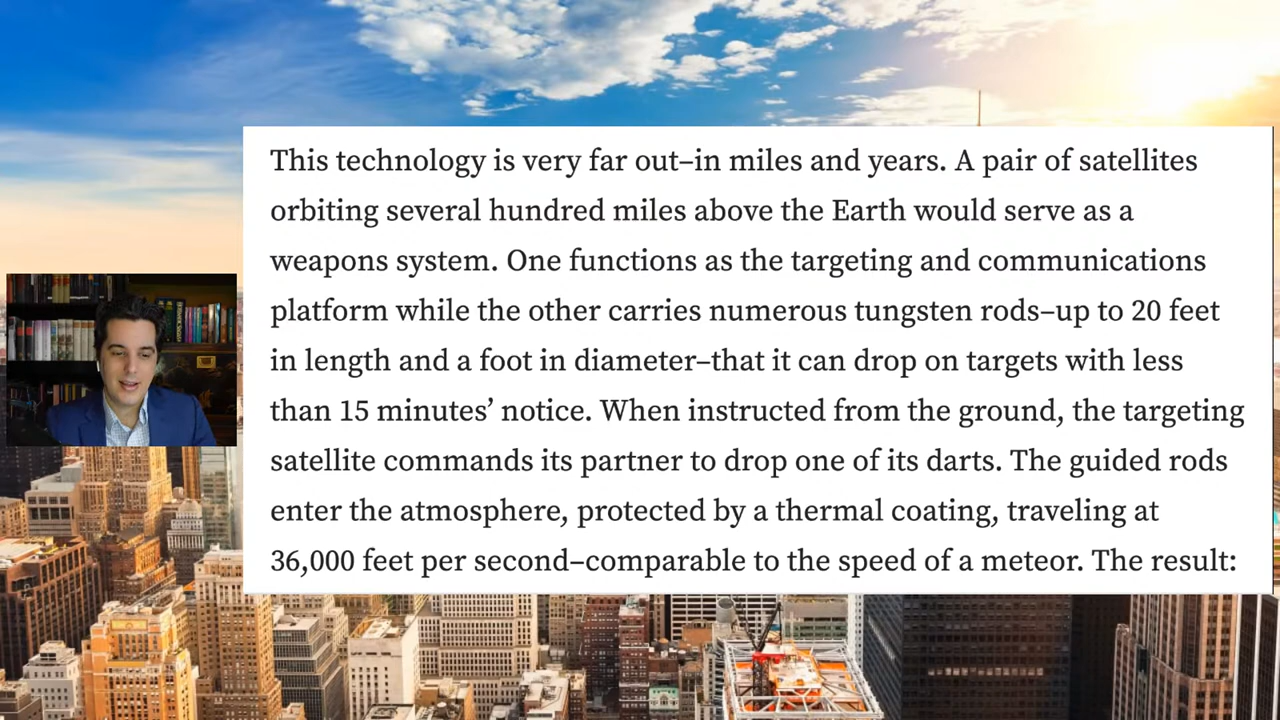 This technology is very far out–in miles and years. A pair of satellites
orbiting several hundred miles above the Earth would serve as a
weapons system. One functions as the targeting and communications
platform while the other carries numerous tungsten rods–up to 20 feet
in length and a foot in diameter–that it can drop on targets with less
than 15 minutes’ notice. When instructed from the ground, the targeting
satellite commands its partner to drop one of its darts. The guided rods
enter the atmosphere, protected by a thermal coating, traveling at
36,000 feet per second–comparable to the speed of a meteor. The result: